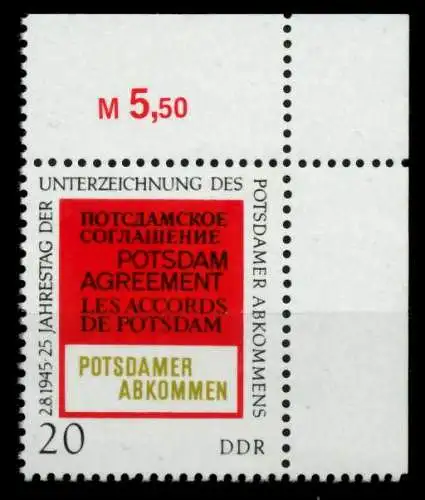 M 5,50
2.8.1945·25 JAHRESTAG DER
UNTERZEICHNUNG DES
POTSDAMER ABKOMMENS
ПОТСДАМСКОЕ
СОГЛАШЕНИЕ
POTSDAM
AGREEMENT
LES ACCORDS
DE POTSDAM
POTSDAMER
ABKOMMEN
20
DDR